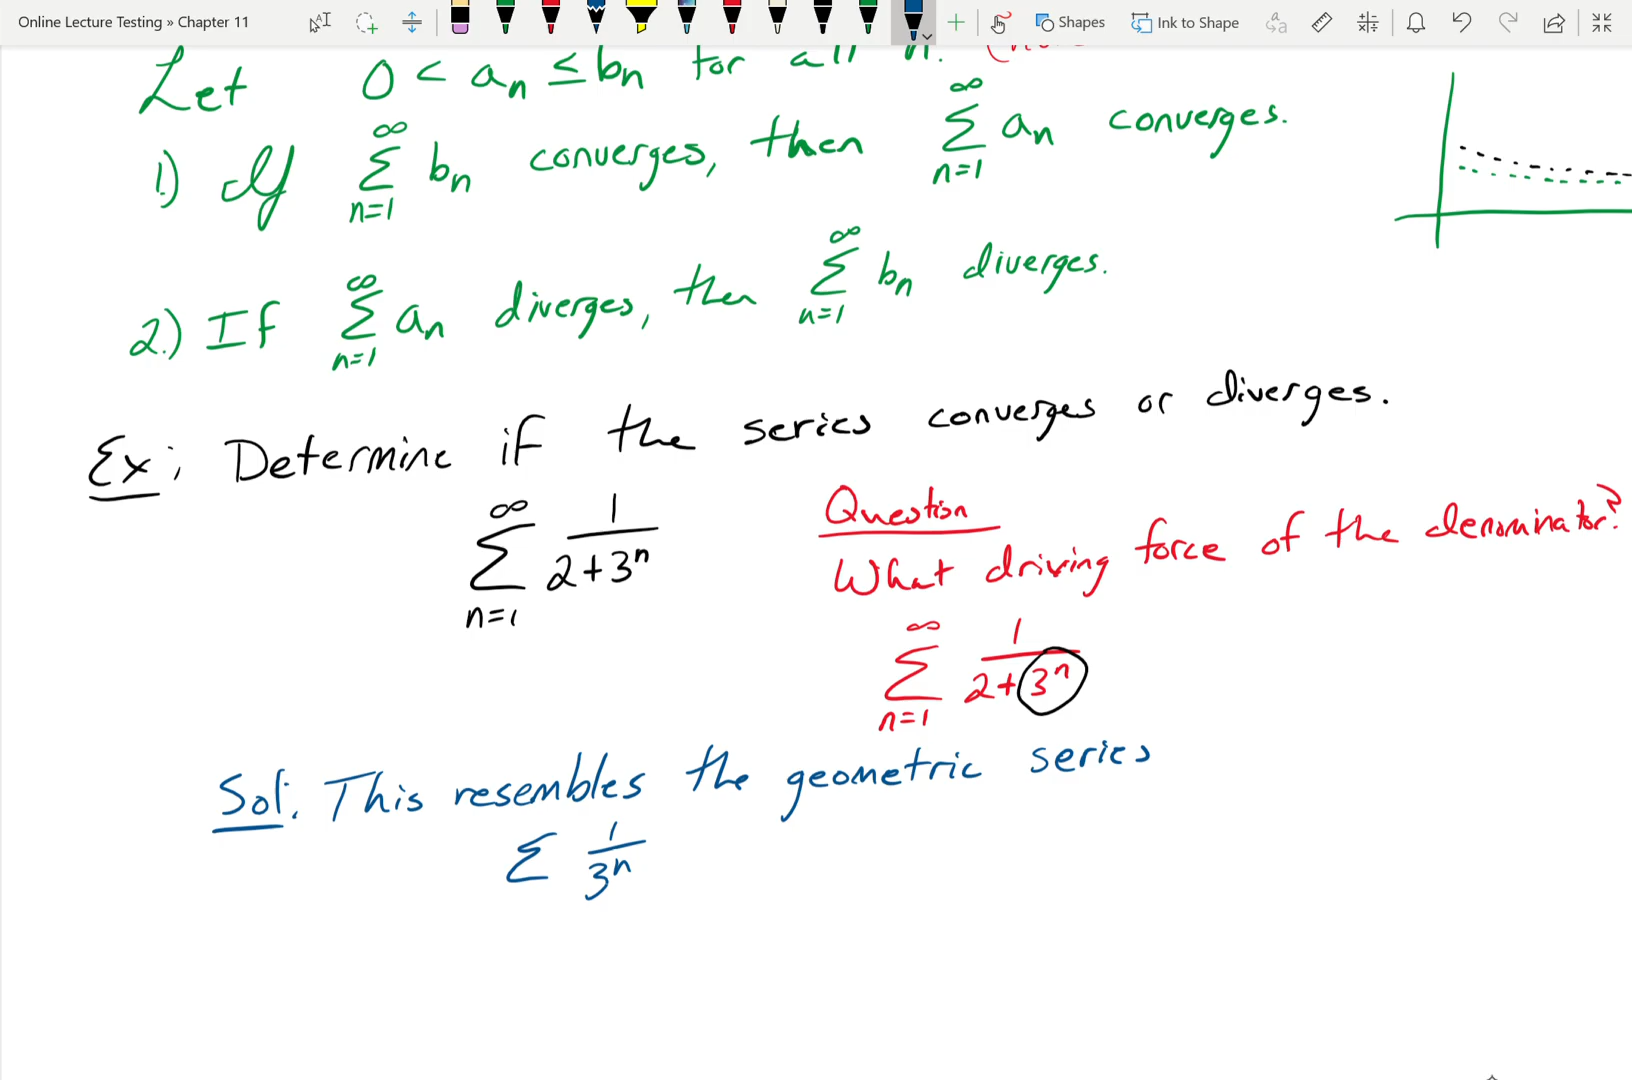 Online Lecture Testing » Chapter 11
Shapes
Ink to Shape
Let 0 < aₙ ≤ bₙ for all n.
1.) If ∑_{n=1}^{∞} bₙ converges, then ∑_{n=1}^{∞} aₙ converges.
2.) If ∑_{n=1}^{∞} aₙ diverges, then ∑_{n=1}^{∞} bₙ diverges.
Ex: Determine if the series converges or diverges.
∑_{n=1}^{∞} 1/(2+3ⁿ)
Question
What driving force of the denominator?
∑_{n=1}^{∞} 1/(2+3ⁿ)
Sol. This resembles the geometric series
∑ 1/3ⁿ